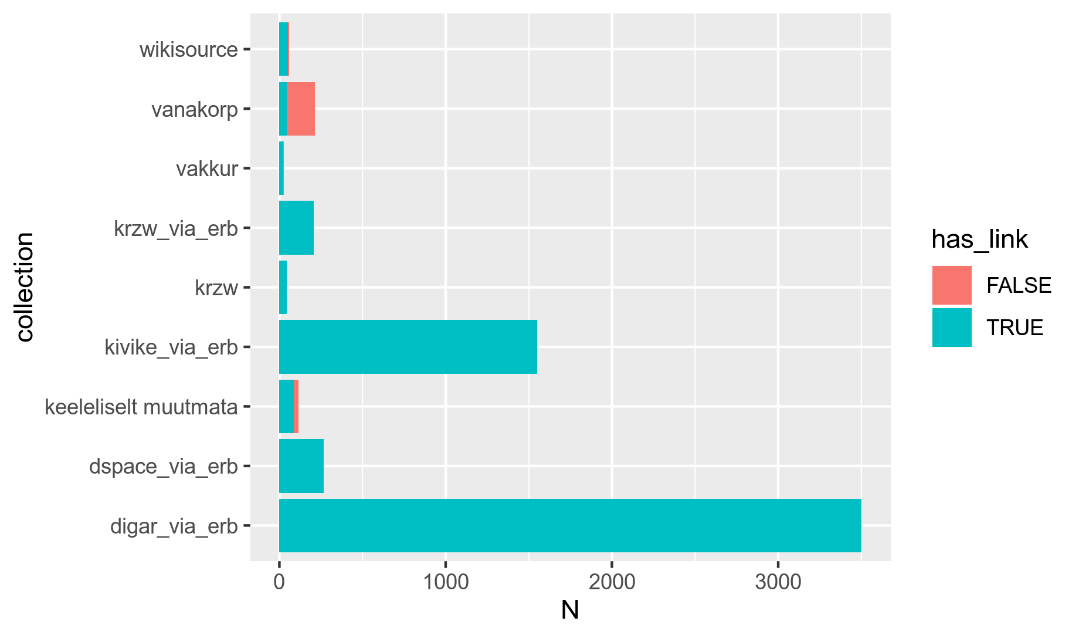 wikisource
vanakorp
vakkur
krzw_via_erb
krzw
kivike_via_erb
keeleliselt muutmata
dspace_via_erb
digar_via_erb
collection
0 1000 2000 3000
N
has_link
FALSE
TRUE